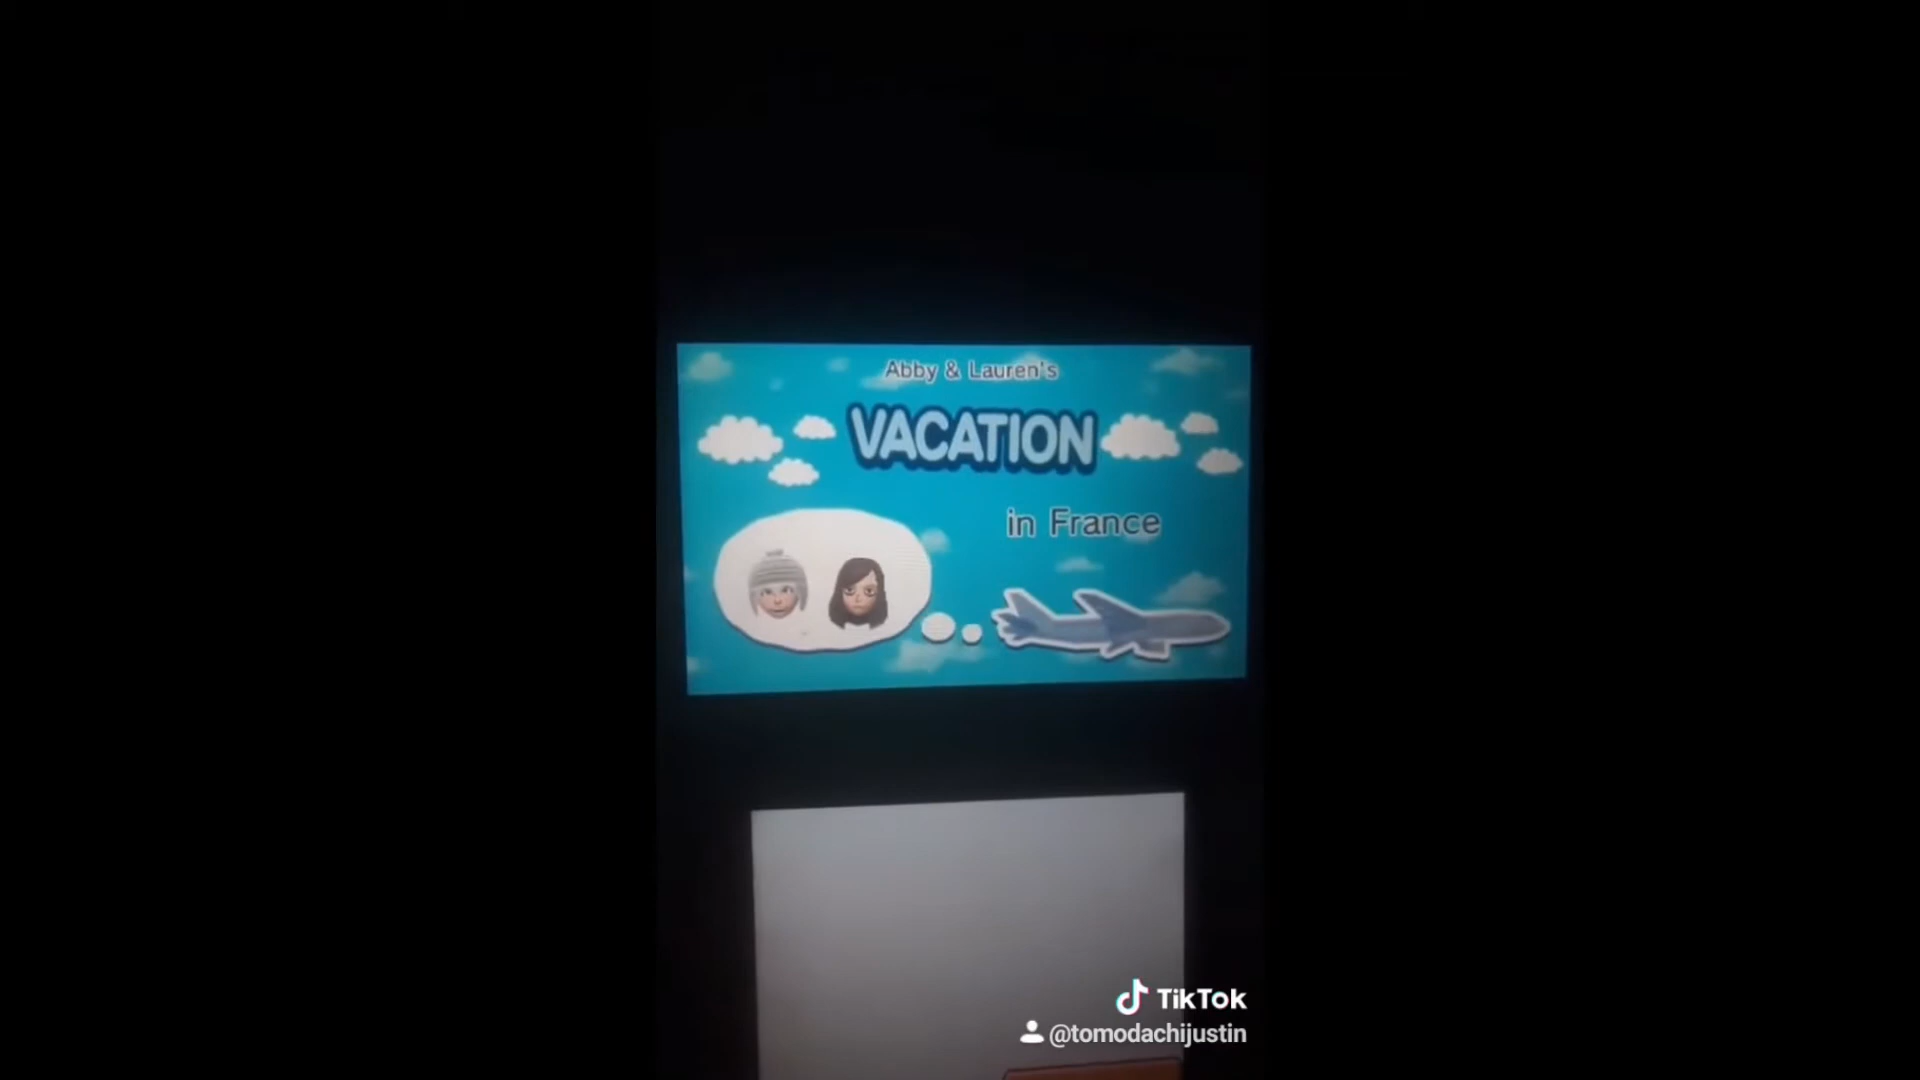 Abby & Lauren's
VACATION
in France
TikTok
@tomodachijustin